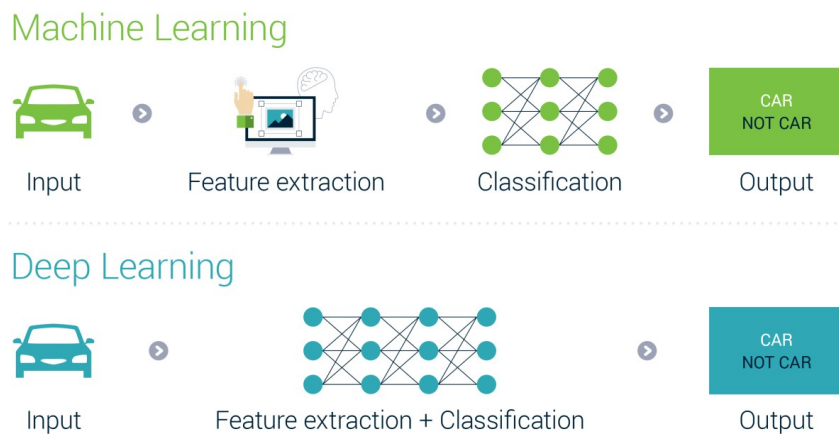 Machine Learning
CAR
NOT CAR
Input
Feature extraction
Classification
Output
Deep Learning
CAR
NOT CAR
Input
Feature extraction + Classification
Output